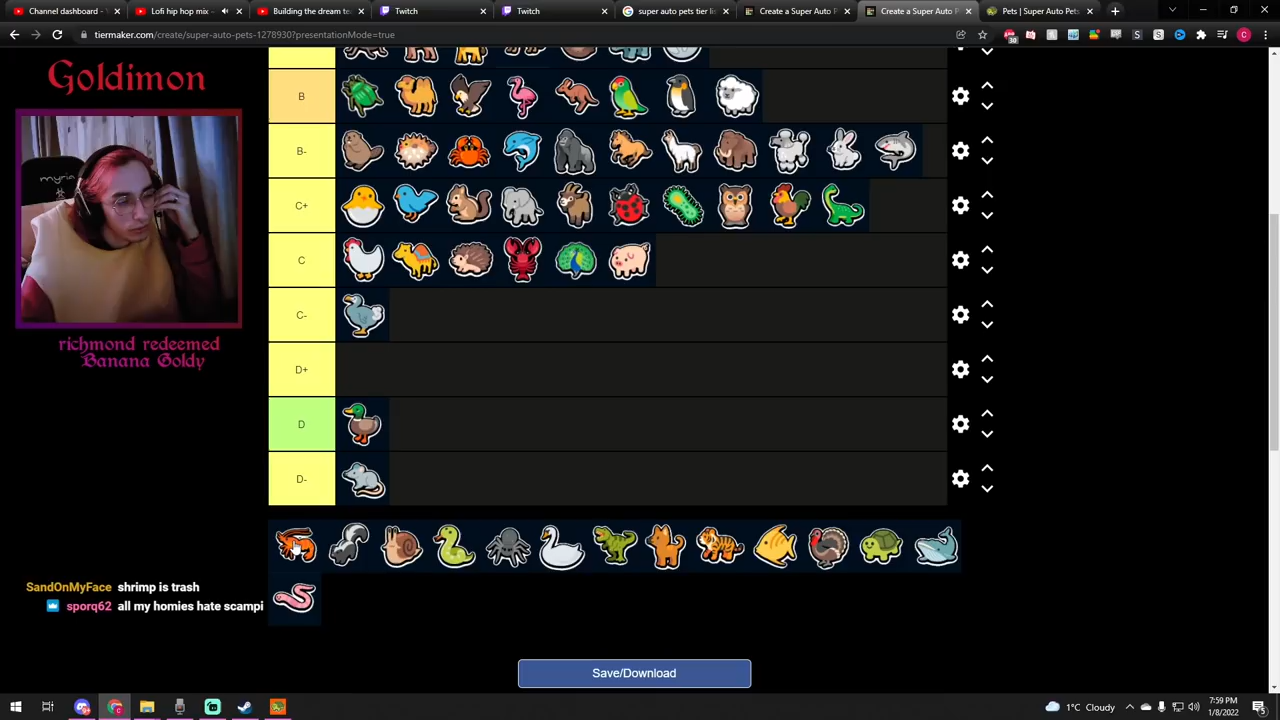 Channel dashboard -
Lofi hip hop mix -
Building the dream te
Twitch
Twitch
super auto pets tier lis
Create a Super Auto P
Create a Super Auto P
Pets | Super Auto Pets
tiermaker.com/create/super-auto-pets-1278930?presentationMode=true
Goldimon
myria
richmond redeemed
Banana Goldy
B
B-
C+
C
C-
D+
D
D-
SandOnMyFace shrimp is trash
sporq62 all my homies hate scampi
Save/Download
1°C Cloudy
7:59 PM
1/8/2022